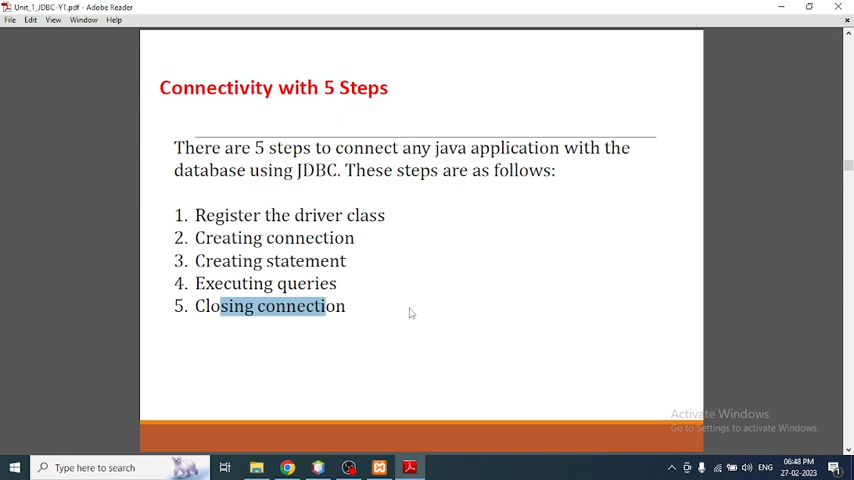 Unit_1_JDBC-YT.pdf - Adobe Reader
File Edit View Window Help
Connectivity with 5 Steps
There are 5 steps to connect any java application with the
database using JDBC. These steps are as follows:
1. Register the driver class
2. Creating connection
3. Creating statement
4. Executing queries
5. Closing connection
Activate Windows
Go to Settings to activate Windows.
Type here to search
ENG
06:48 PM
27-02-2023
1